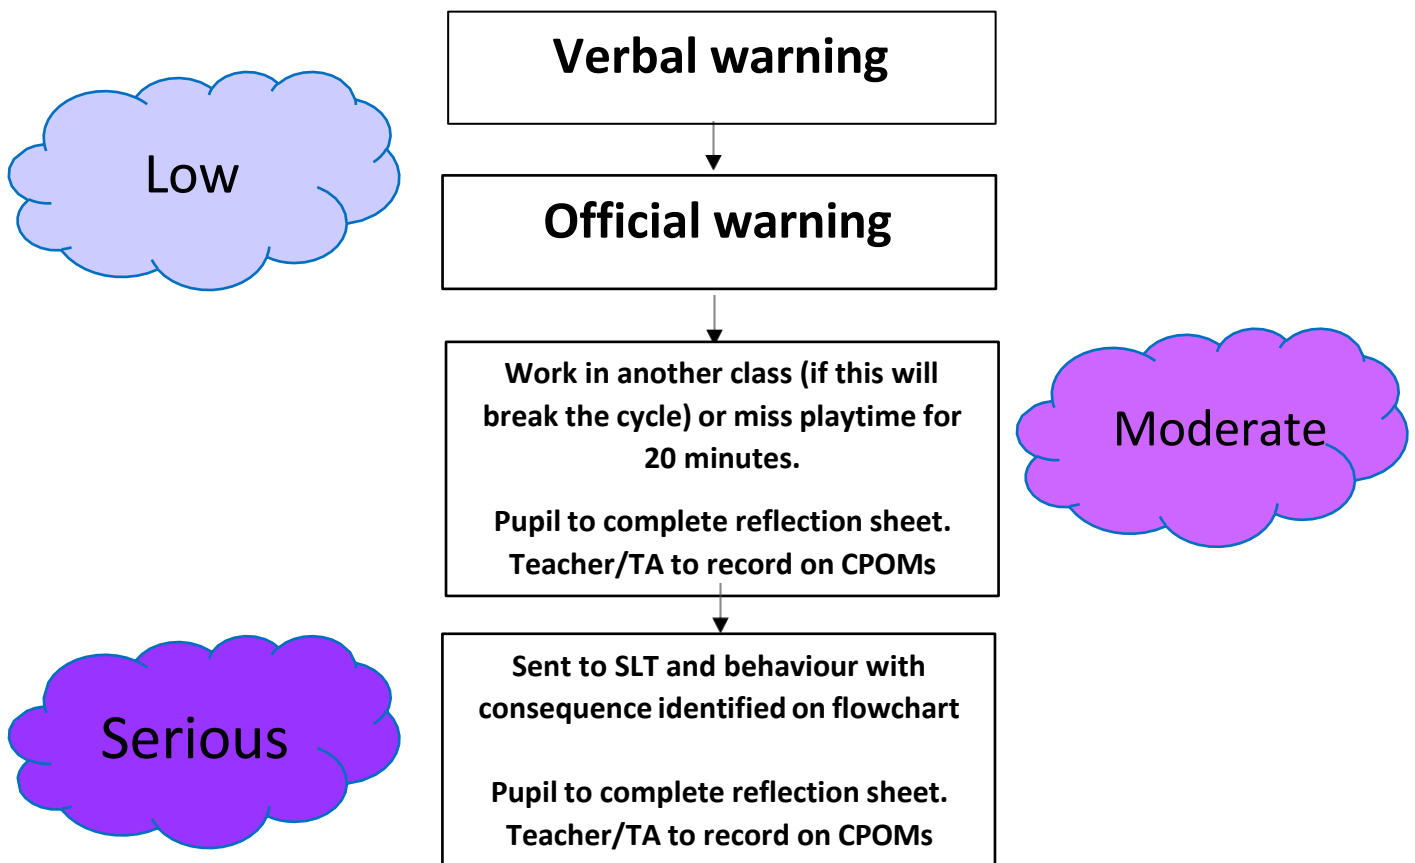 Verbal warning
Low
Official warning
Work in another class (if this will
break the cycle) or miss playtime for
20 minutes.
Pupil to complete reflection sheet.
Teacher/TA to record on CPOMs
Moderate
Sent to SLT and behaviour with
consequence identified on flowchart
Pupil to complete reflection sheet.
Teacher/TA to record on CPOMs
Serious